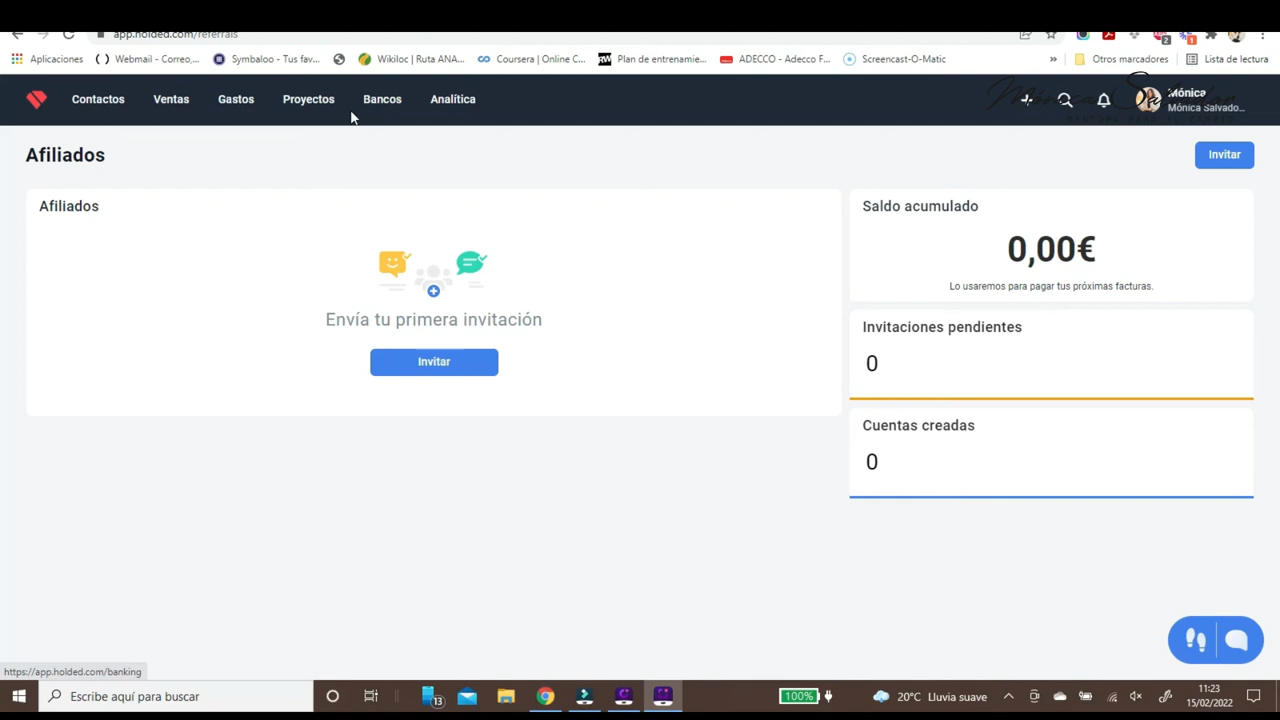 app.holded.com/referrals
Aplicaciones
Webmail - Correo,...
Symbaloo - Tus fav...
Wikiloc | Ruta ANA...
Coursera | Online C...
RW
Plan de entrenamie...
ADECCO - Adecco F...
Screencast-O-Matic
»
Otros marcadores
Lista de lectura
Contactos
Ventas
Gastos
Proyectos
Bancos
Analítica
Mónica
Mónica Salvado...
Mónica Salvador
Afiliados
Invitar
Afiliados
Envía tu primera invitación
Invitar
Saldo acumulado
0,00€
Lo usaremos para pagar tus próximas facturas.
Invitaciones pendientes
0
Cuentas creadas
0
https://app.holded.com/banking
Escribe aquí para buscar
13
100%
20°C Lluvia suave
11:23
15/02/2022